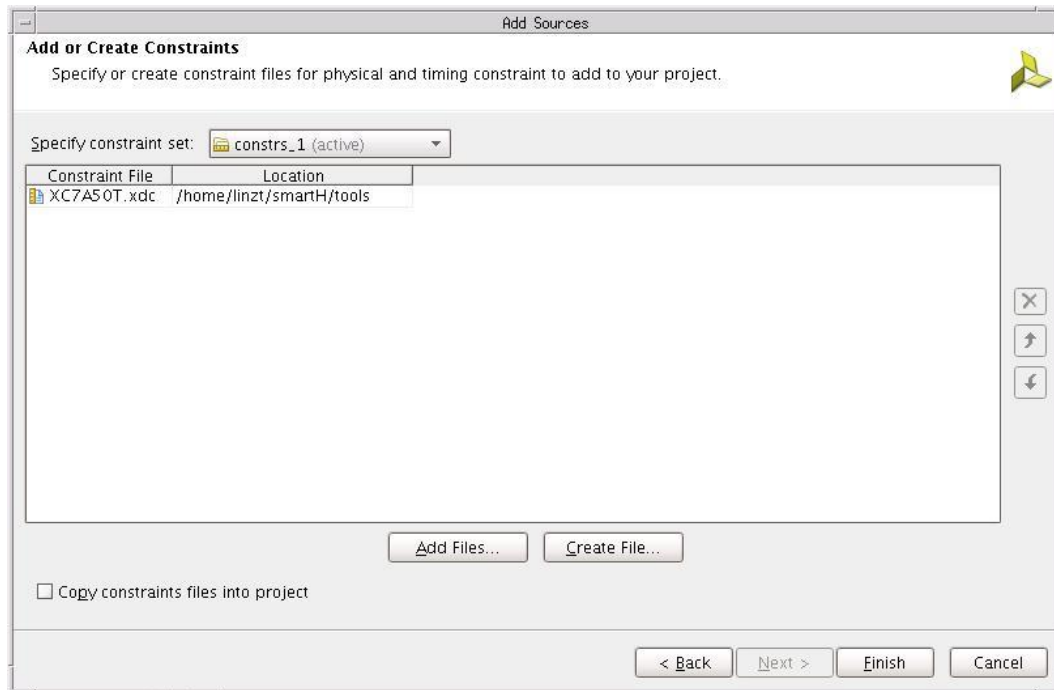 Add Sources
Add or Create Constraints
Specify or create constraint files for physical and timing constraint to add to your project.
Specify constraint set: constrs_1 (active)
Constraint File Location
XC7A50T.xdc /home/linzt/smartH/tools
Add Files... Create File...
Copy constraints files into project
< Back Next > Finish Cancel